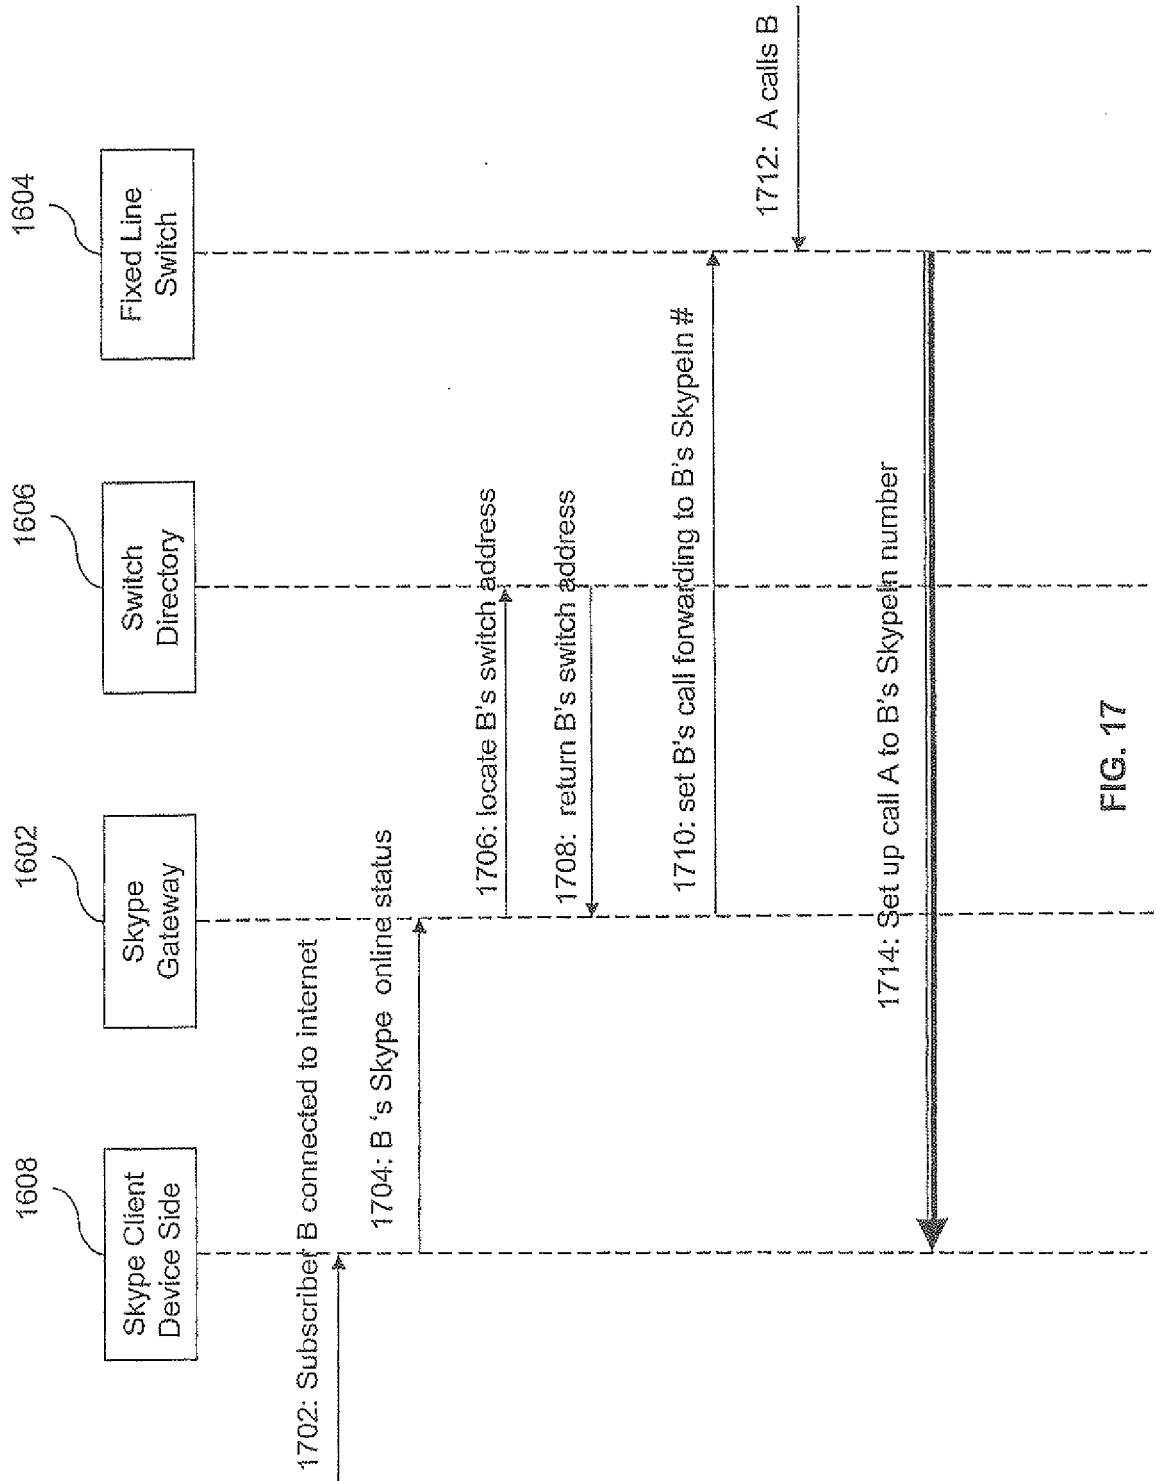 1608
Skype Client
Device Side
1602
Skype
Gateway
1606
Switch
Directory
1604
Fixed Line
Switch
1702: Subscriber B connected to internet
1704: B 's Skype online status
1706: locate B's switch address
1708: return B's switch address
1710: set B's call forwarding to B's SkypeIn #
1712: A calls B
1714: Set up call A to B's SkypeIn number
FIG. 17